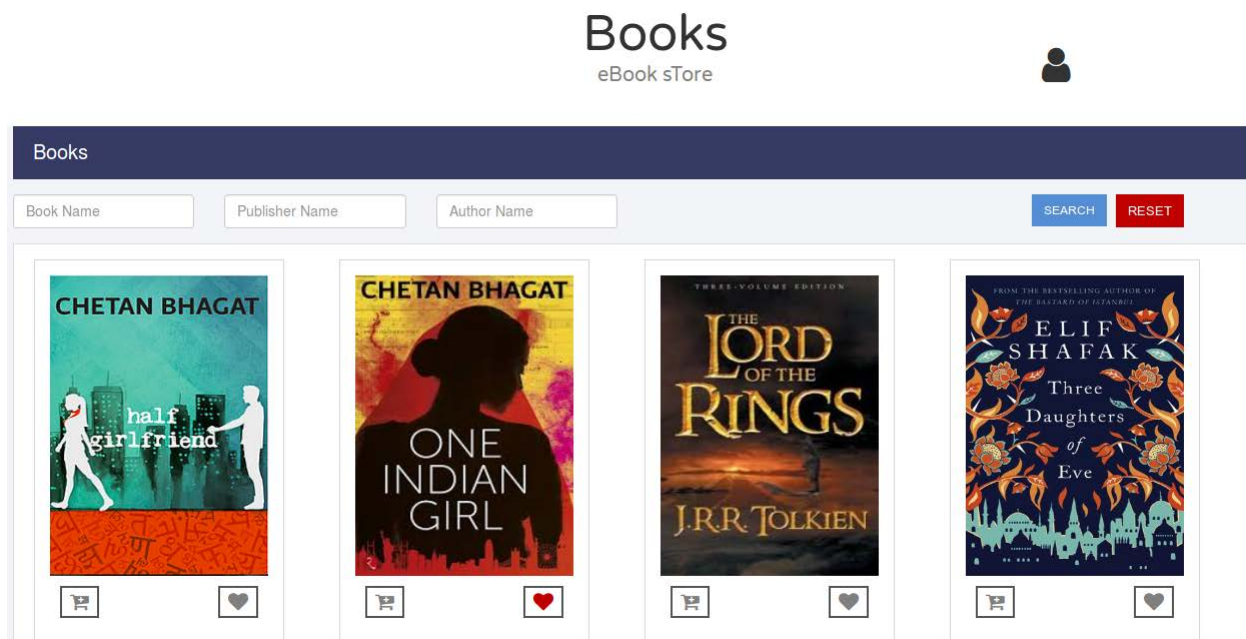 Books
eBook sTore
Books
Book Name
Publisher Name
Author Name
SEARCH
RESET
CHETAN BHAGAT
half
girlfriend
CHETAN BHAGAT
ONE
INDIAN
GIRL
THREE-VOLUME EDITION
THE
LORD
OF THE
RINGS
J.R.R. TOLKIEN
FROM THE BESTSELLING AUTHOR OF
THE BASTARD OF ISTANBUL
ELIF
SHAFAK
Three
Daughters
of
Eve